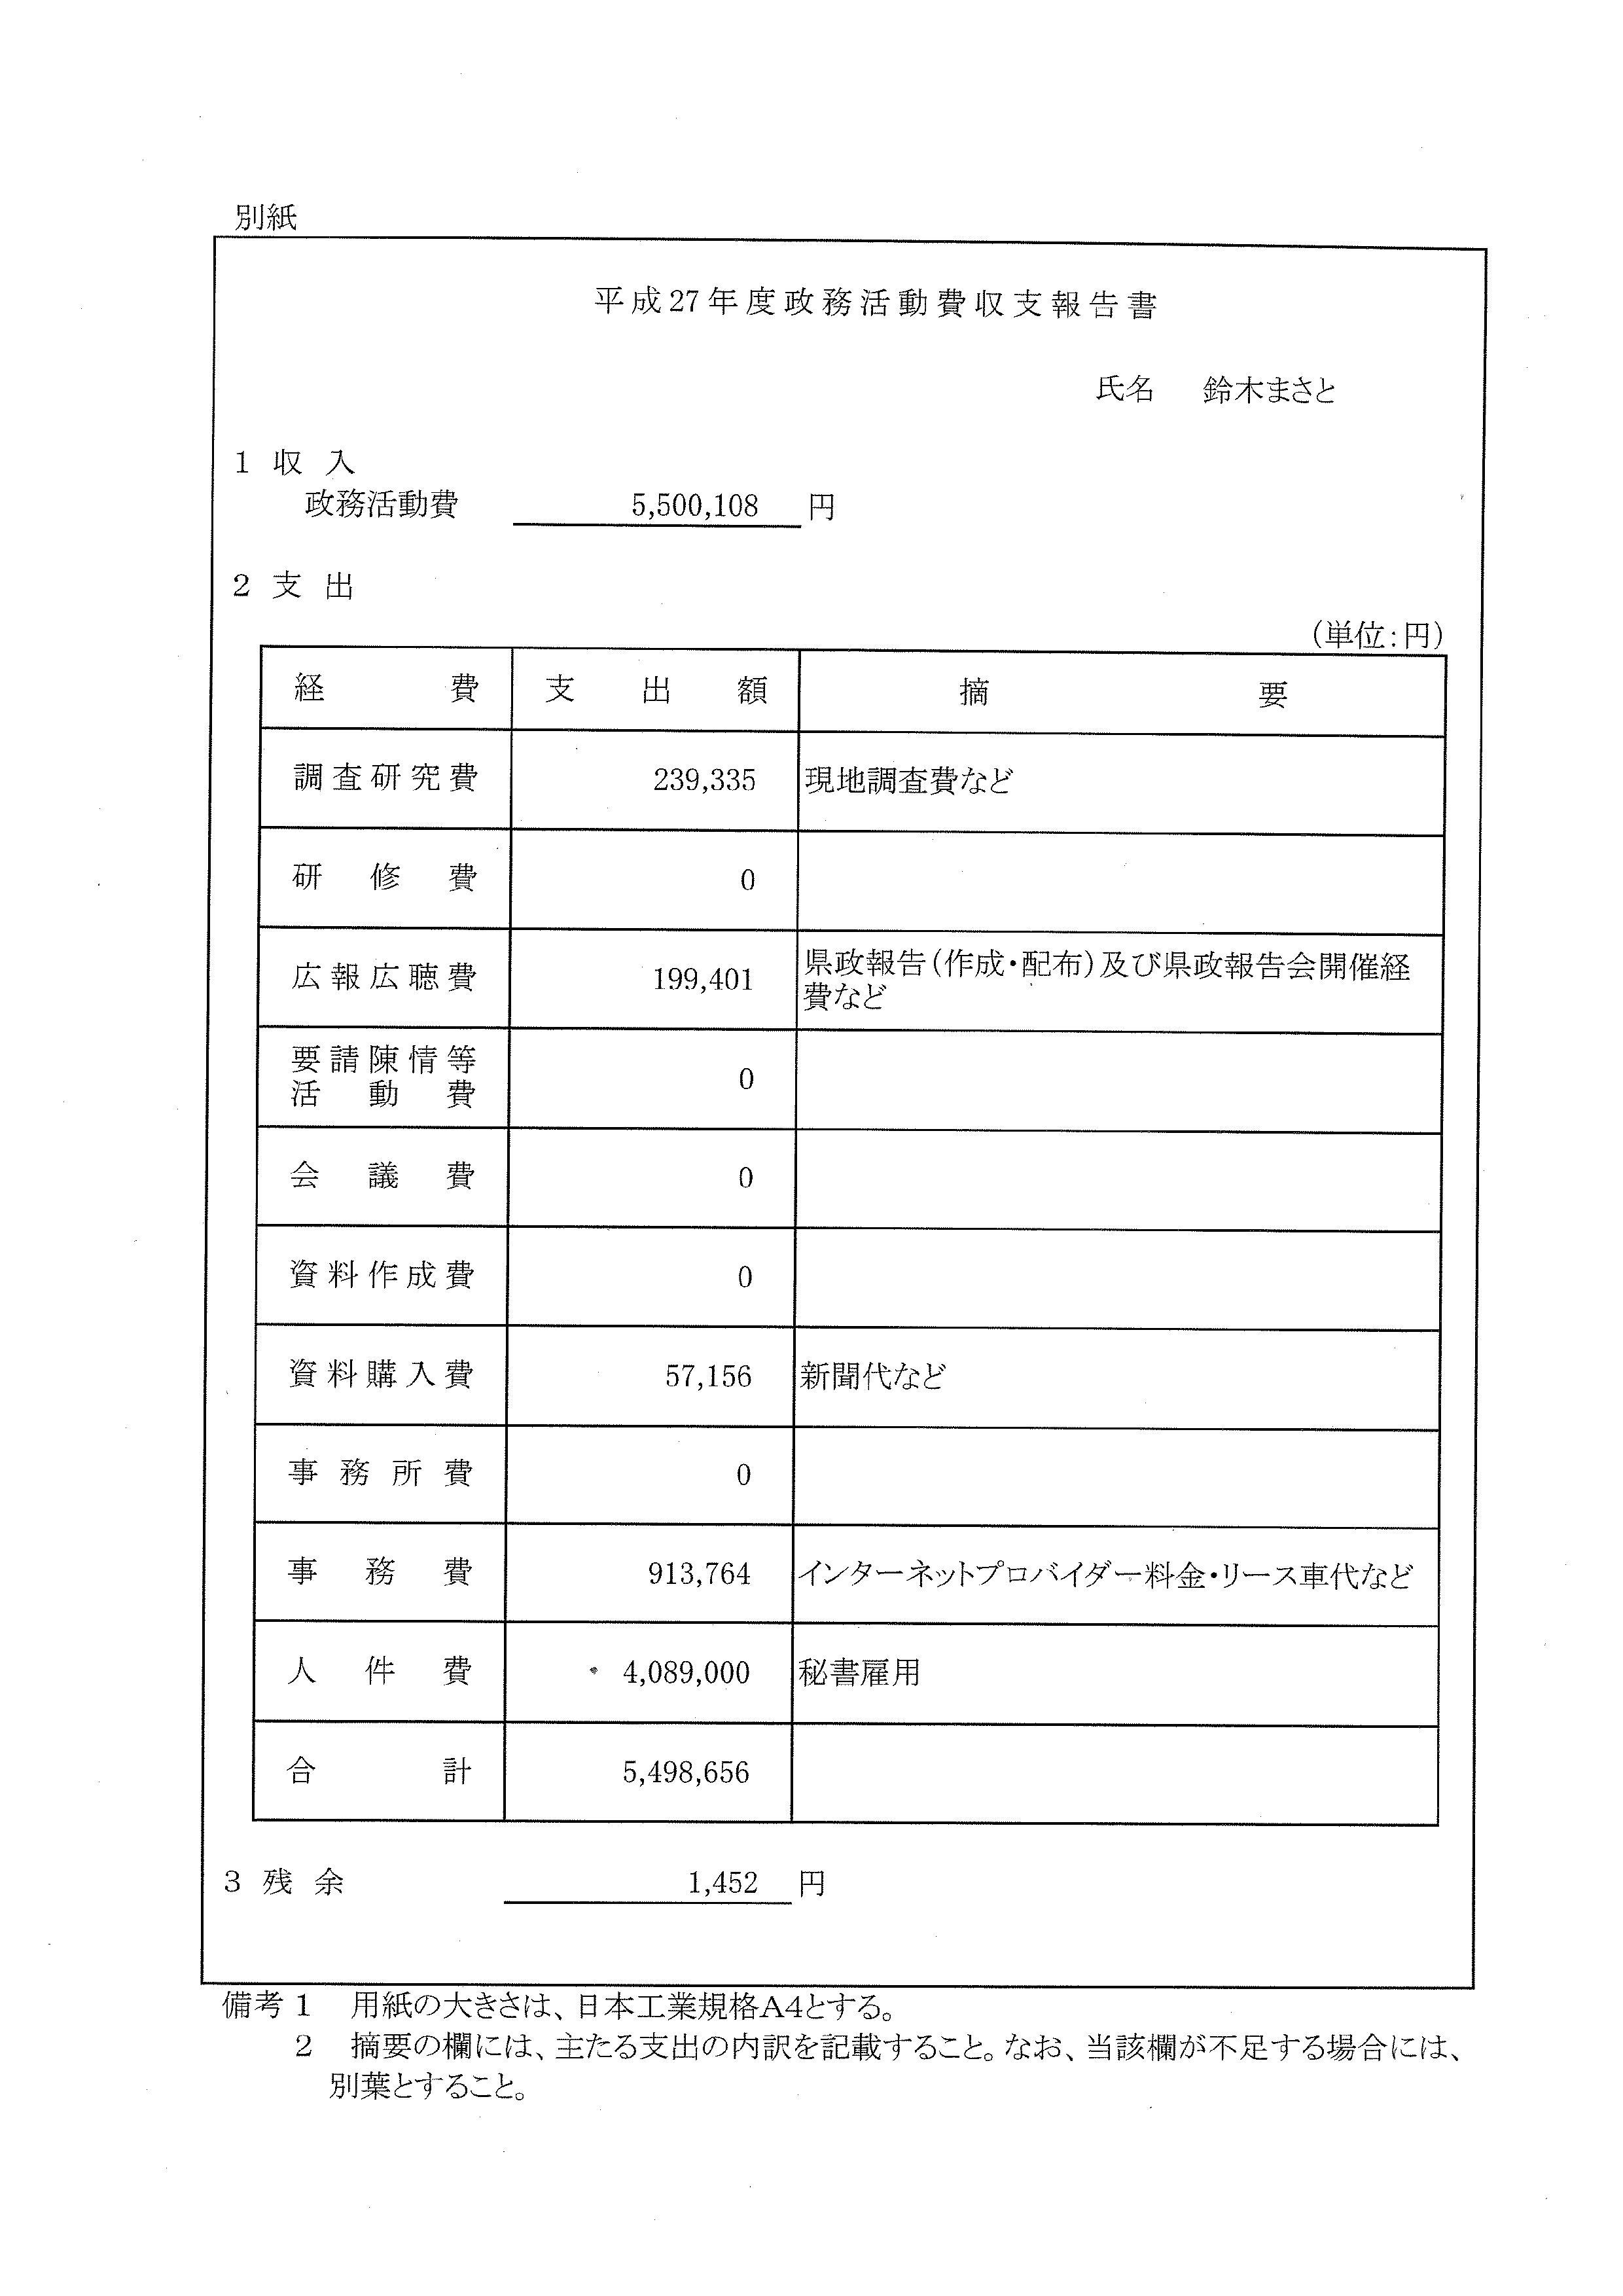 別紙
平成27年度政務活動費収支報告書
氏名 鈴木まさと
1 収 入
政務活動費 5,500,108 円
2 支 出
(単位:円)
経費 支出額 摘要
調査研究費 239,335 現地調査費など
研修費 0
広報広聴費 199,401 県政報告(作成・配布)及び県政報告会開催経
費など
要請陳情等
活動費 0
会議費 0
資料作成費 0
資料購入費 57,156 新聞代など
事務所費 0
事務費 913,764 インターネットプロバイダー料金・リース車代など
人件費 4,089,000 秘書雇用
合計 5,498,656
3 残 余 1,452 円
備考 1 用紙の大きさは、日本工業規格A4とする。
2 摘要の欄には、主たる支出の内訳を記載すること。なお、当該欄が不足する場合には、
別葉とすること。